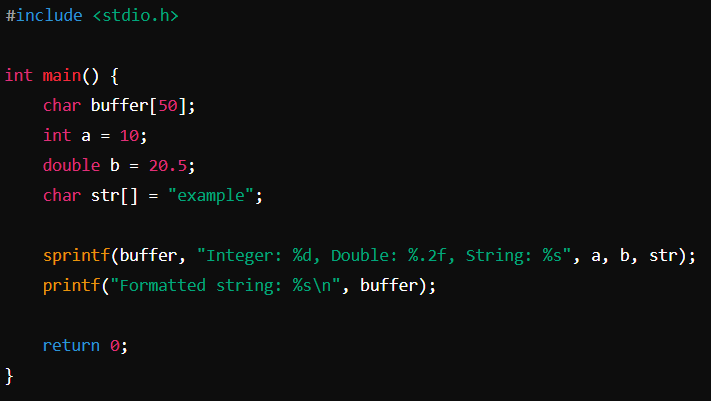 #include <stdio.h>
int main() {
    char buffer[50];
    int a = 10;
    double b = 20.5;
    char str[] = "example";
    sprintf(buffer, "Integer: %d, Double: %.2f, String: %s", a, b, str);
    printf("Formatted string: %s\n", buffer);
    return 0;
}